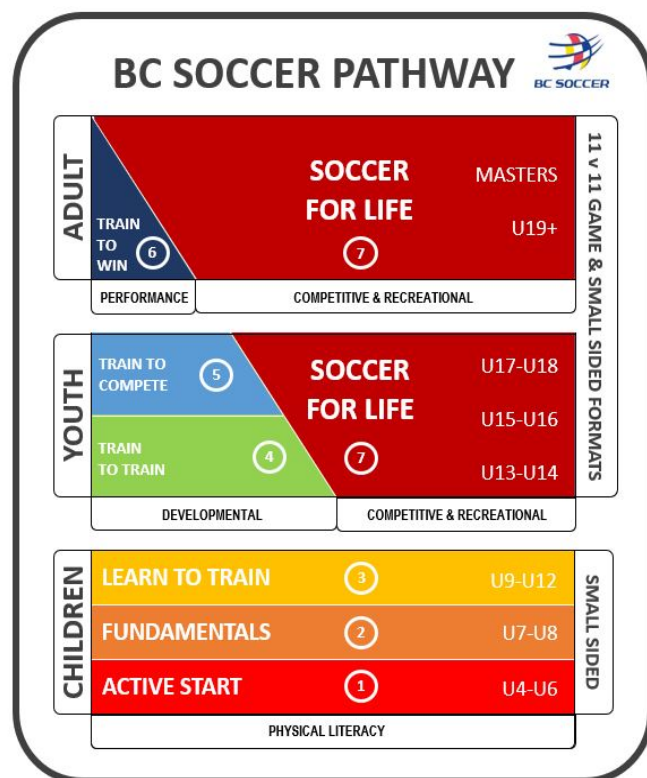 BC SOCCER PATHWAY
BC SOCCER
ADULT
TRAIN
TO
WIN
6
SOCCER
FOR LIFE
7
MASTERS
U19+
PERFORMANCE
COMPETITIVE & RECREATIONAL
11 v 11 GAME & SMALL SIDED FORMATS
YOUTH
TRAIN TO
COMPETE
5
TRAIN
TO TRAIN
4
SOCCER
FOR LIFE
7
U17-U18
U15-U16
U13-U14
DEVELOPMENTAL
COMPETITIVE & RECREATIONAL
CHILDREN
LEARN TO TRAIN 3 U9-U12
FUNDAMENTALS 2 U7-U8
ACTIVE START 1 U4-U6
SMALL SIDED
PHYSICAL LITERACY